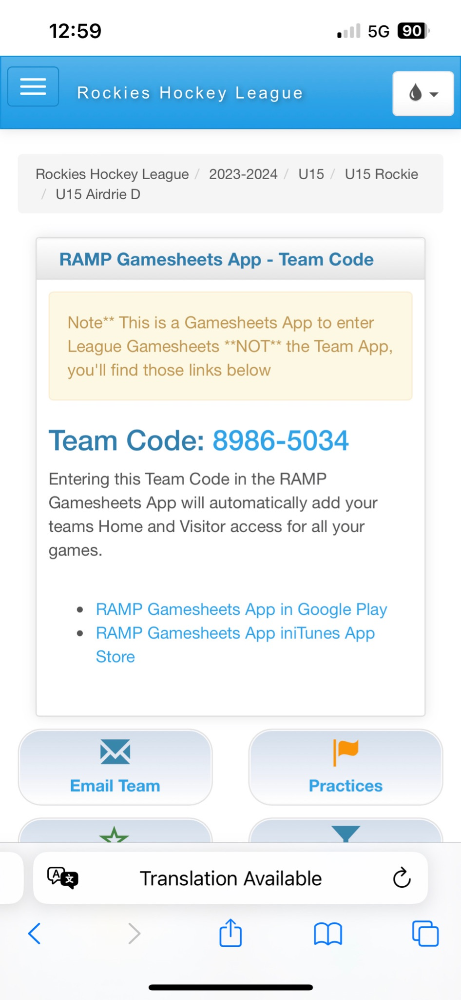 12:59
5G 90
Rockies Hockey League
Rockies Hockey League / 2023-2024 / U15 / U15 Rockie
/ U15 Airdrie D
RAMP Gamesheets App - Team Code
Note** This is a Gamesheets App to enter
League Gamesheets **NOT** the Team App,
you'll find those links below
Team Code: 8986-5034
Entering this Team Code in the RAMP
Gamesheets App will automatically add your
teams Home and Visitor access for all your
games.
• RAMP Gamesheets App in Google Play
• RAMP Gamesheets App iniTunes App
Store
Email Team
Practices
A 文
Translation Available